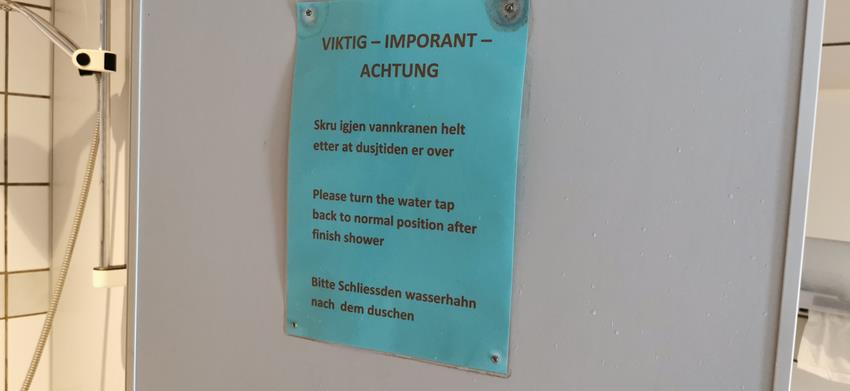 VIKTIG – IMPORANT –
ACHTUNG
Skru igjen vannkranen helt
etter at dusjtiden er over
Please turn the water tap
back to normal position after
finish shower
Bitte Schliessden wasserhahn
nach dem duschen